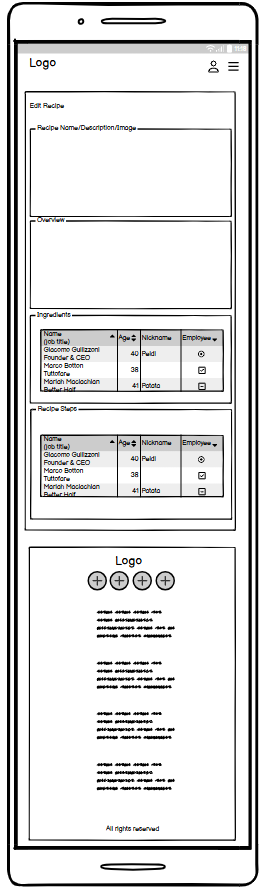 Logo
Edit Recipe
Recipe Name/Description/Image
Overview
Ingredients
Name
(job title)
Age
Nickname
Employee
Giacomo Guilizzoni
Founder & CEO
40
Peldi
Marco Botton
Tuttofare
38
Mariah Maclachlan
Better Half
41
Patata
Recipe Steps
Name
(job title)
Age
Nickname
Employee
Giacomo Guilizzoni
Founder & CEO
40
Peldi
Marco Botton
Tuttofare
38
Mariah Maclachlan
Better Half
41
Patata
Logo
All rights reserved